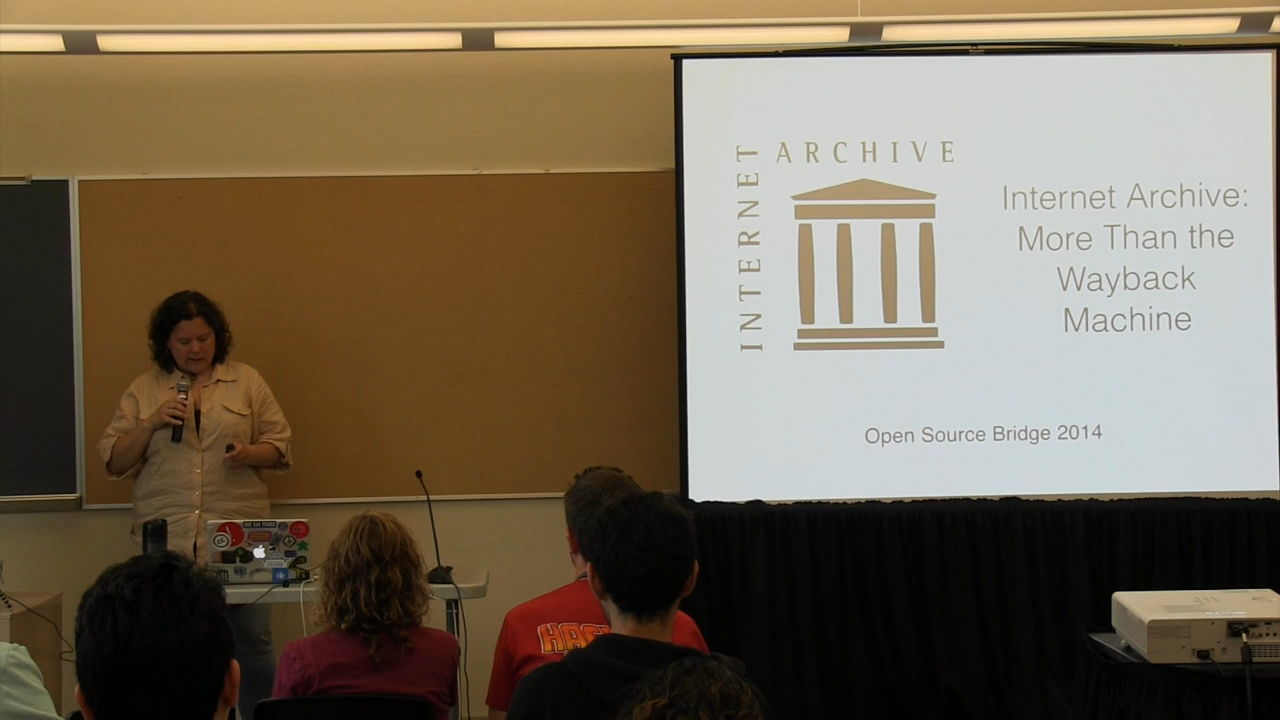 INTERNET
ARCHIVE
Internet Archive:
More Than the
Wayback
Machine
Open Source Bridge 2014